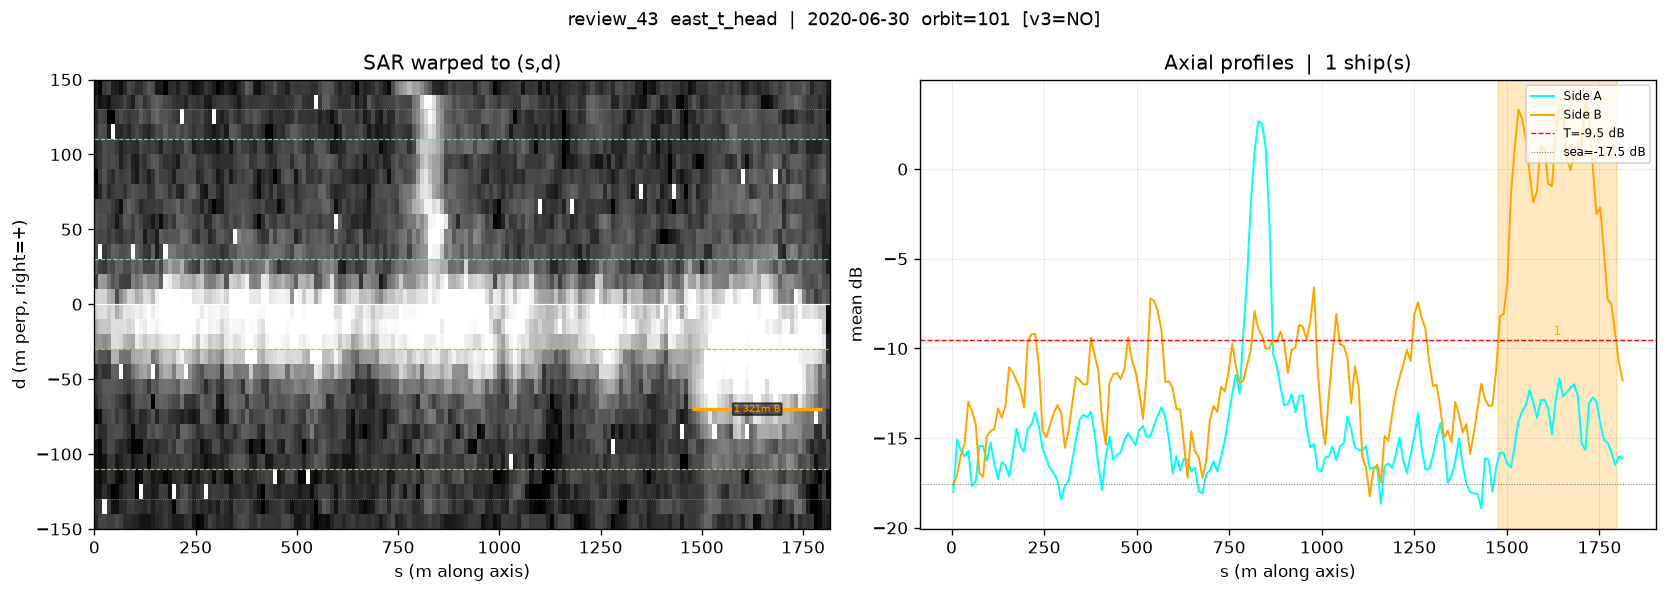 review_43 east_t_head | 2020-06-30 orbit=101 [v3=NO]
SAR warped to (s,d)
d (m perp, right=+)
150
100
50
0
−50
−100
−150
1 321m B
0
250
500
750
1000
1250
1500
1750
s (m along axis)
Axial profiles | 1 ship(s)
mean dB
0
−5
−10
−15
−20
Side A
Side B
T=-9.5 dB
sea=-17.5 dB
1
0
250
500
750
1000
1250
1500
1750
s (m along axis)